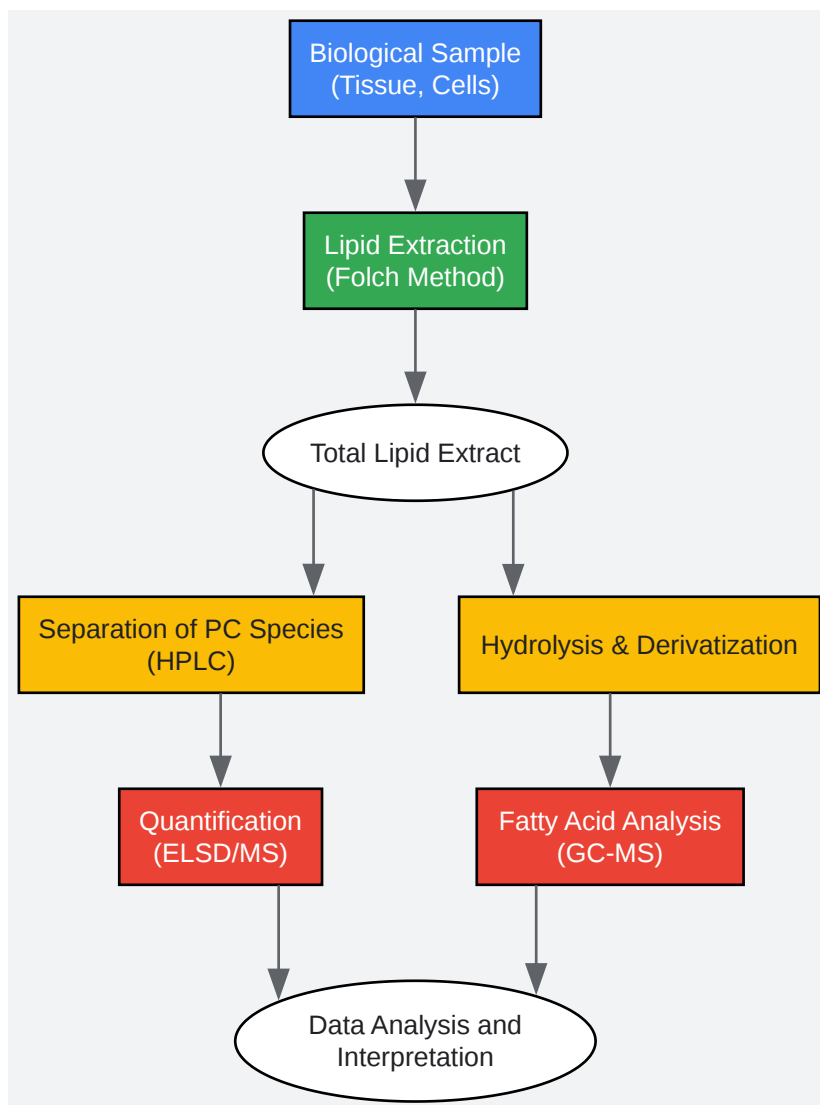 Biological Sample
(Tissue, Cells)
Lipid Extraction
(Folch Method)
Total Lipid Extract
Separation of PC Species
(HPLC)
Hydrolysis & Derivatization
Quantification
(ELSD/MS)
Fatty Acid Analysis
(GC-MS)
Data Analysis and
Interpretation